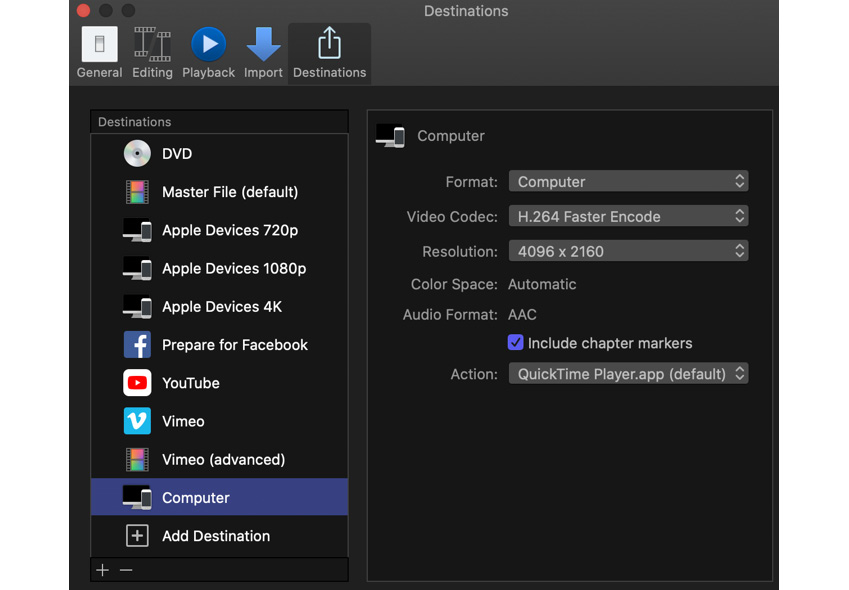 Destinations
General Editing Playback Import Destinations
Destinations
DVD
Master File (default)
Apple Devices 720p
Apple Devices 1080p
Apple Devices 4K
Prepare for Facebook
YouTube
Vimeo
Vimeo (advanced)
Computer
Add Destination
Computer
Format: Computer
Video Codec: H.264 Faster Encode
Resolution: 4096 x 2160
Color Space: Automatic
Audio Format: AAC
Include chapter markers
Action: QuickTime Player.app (default)